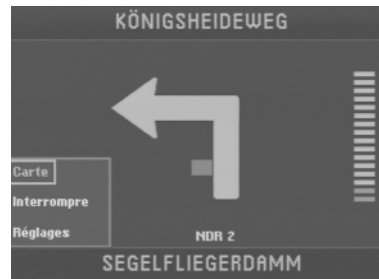 KÖNIGSHEIDEWEG
Carte
Interrompre
Réglages
NDR 2
SEGELFLIEGERDAMM